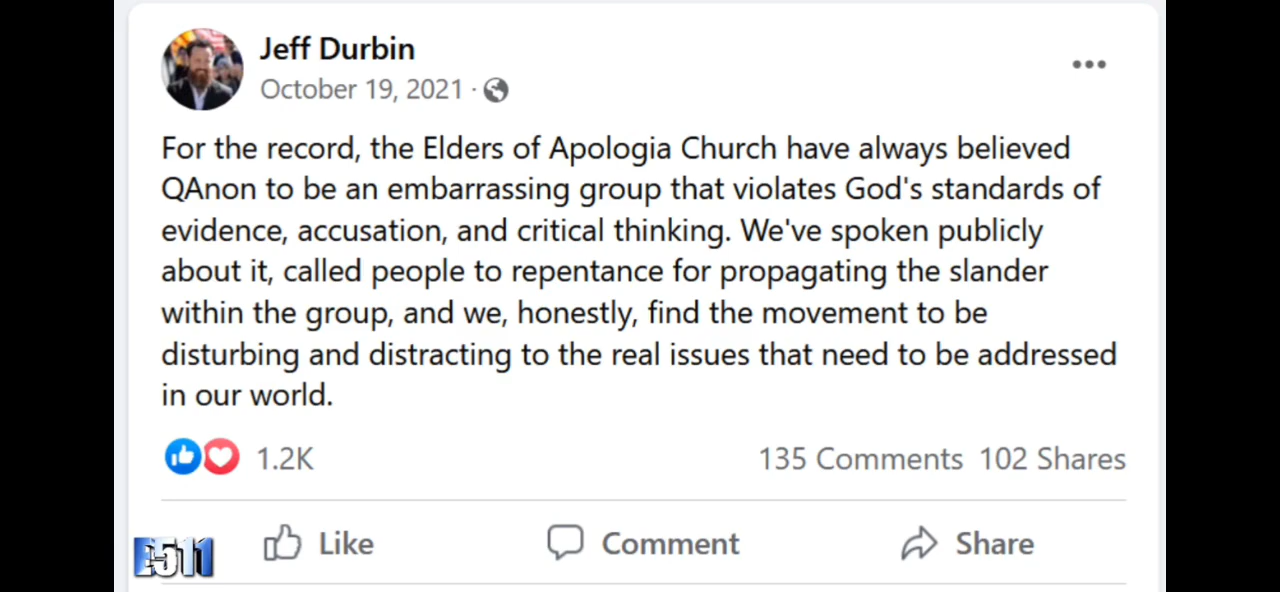 Jeff Durbin
October 19, 2021 ·
For the record, the Elders of Apologia Church have always believed
QAnon to be an embarrassing group that violates God's standards of
evidence, accusation, and critical thinking. We've spoken publicly
about it, called people to repentance for propagating the slander
within the group, and we, honestly, find the movement to be
disturbing and distracting to the real issues that need to be addressed
in our world.
1.2K
135 Comments 102 Shares
Like Comment Share
E511